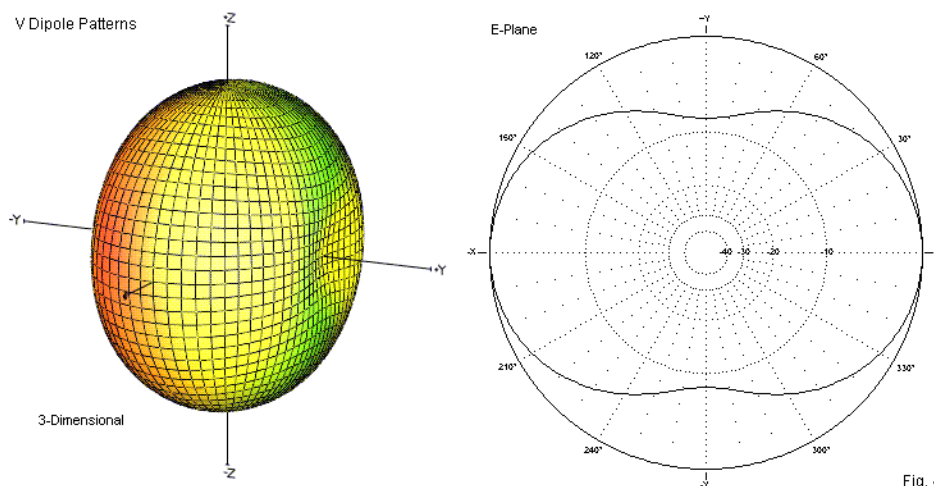 V Dipole Patterns
+Z
-Y
+Y
3-Dimensional
-Z
E-Plane
~Y
120°
60°
150°
30°
-X
-40
-30
-20
-10
210°
330°
240°
300°
-Y
Fig.